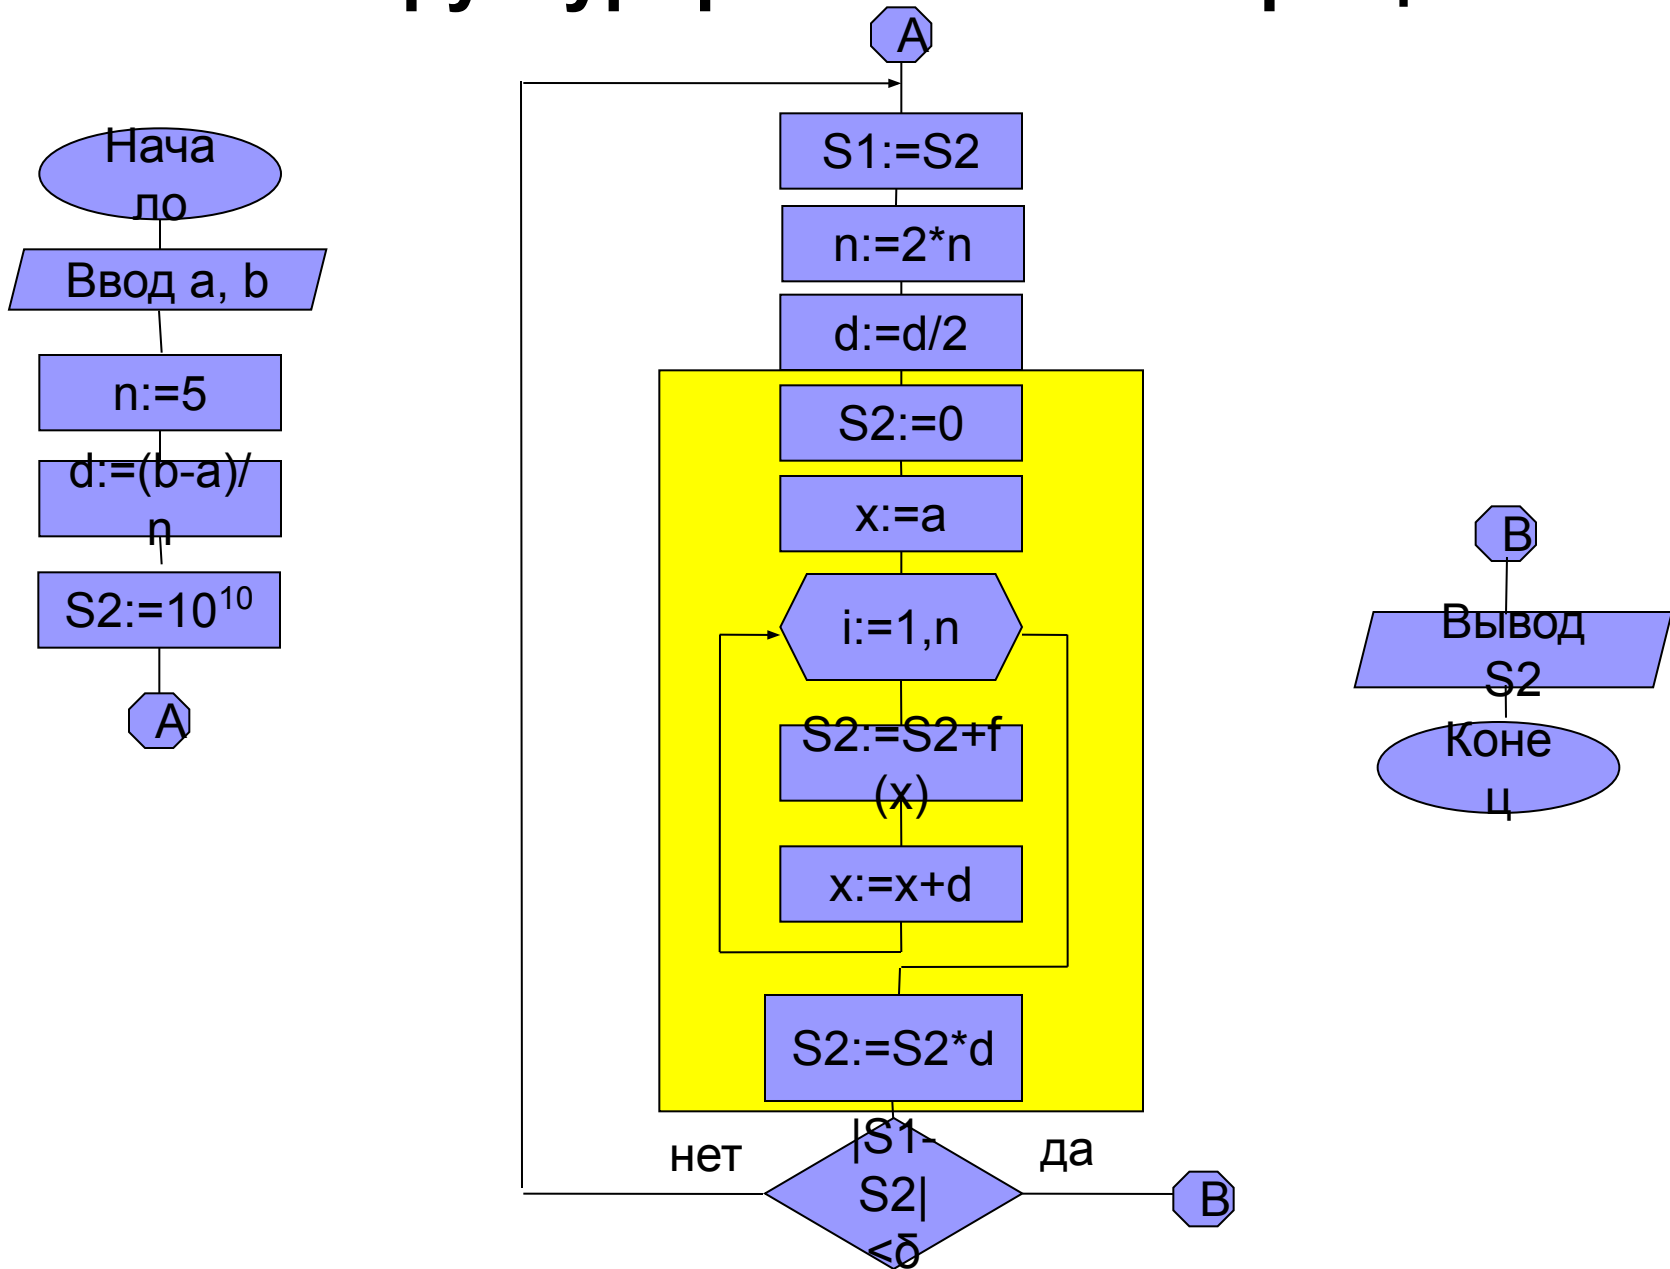 A
Нача
ло
Ввод a, b
n:=5
d:=(b-a)/
n
S2:=10¹⁰
A
S1:=S2
n:=2*n
d:=d/2
S2:=0
x:=a
i:=1,n
S2:=S2+f
(x)
x:=x+d
S2:=S2*d
|S1-
S2|
<δ
нет
да
B
B
Вывод
S2
Коне
ц